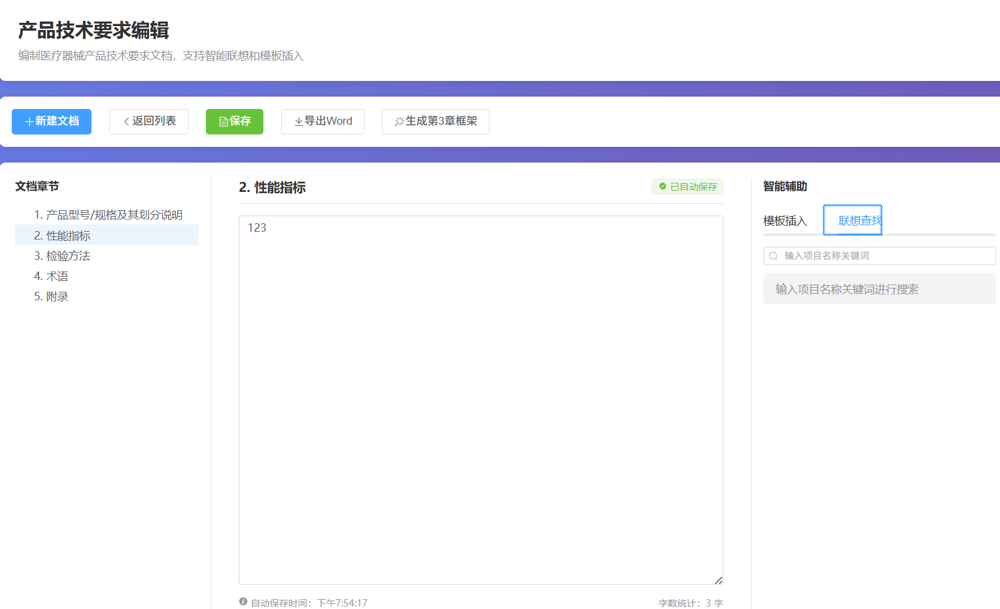 产品技术要求编辑
编制医疗器械产品技术要求文档，支持智能联想和模板插入
新建文档
返回列表
保存
导出Word
生成第3章框架
文档章节
1. 产品型号/规格及其划分说明
2. 性能指标
3. 检验方法
4. 术语
5. 附录
2. 性能指标
已自动保存
123
自动保存时间：下午7:54:17
字数统计：3 字
智能辅助
模板插入
联想查找
输入项目名称关键词
输入项目名称关键词进行搜索